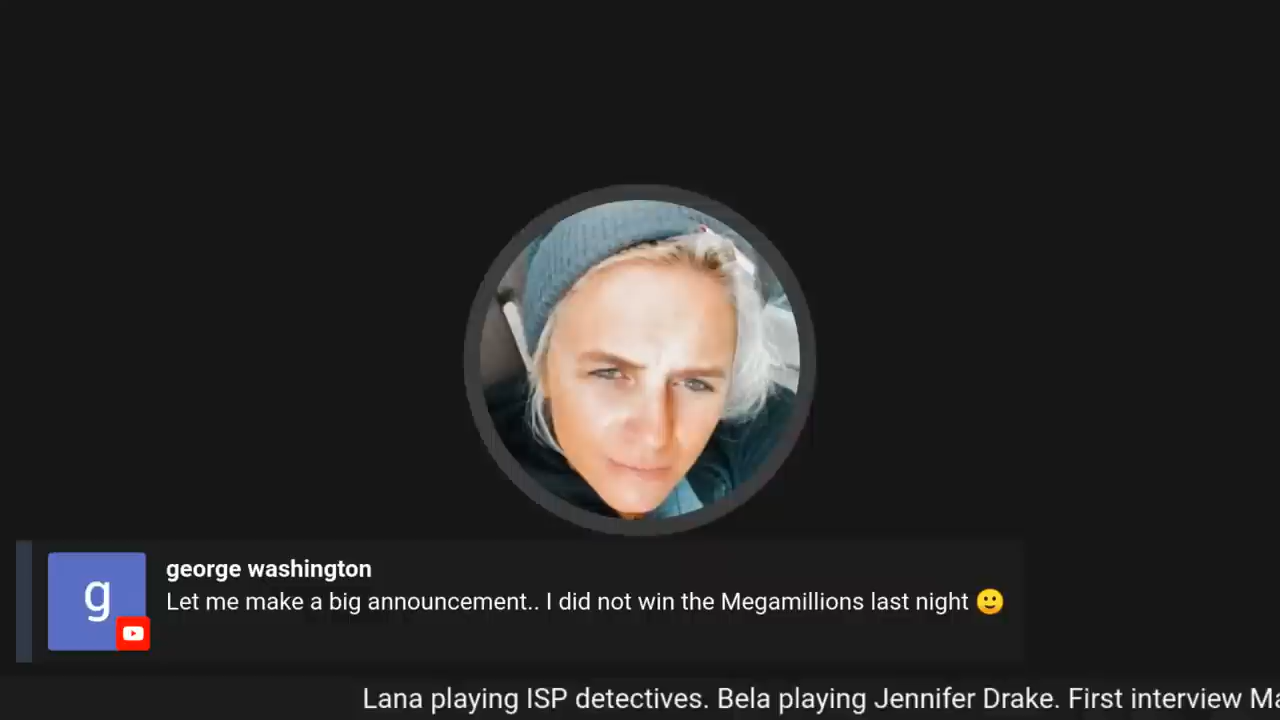 g
george washington
Let me make a big announcement.. I did not win the Megamillions last night 🙂
Lana playing ISP detectives. Bela playing Jennifer Drake. First interview Ma